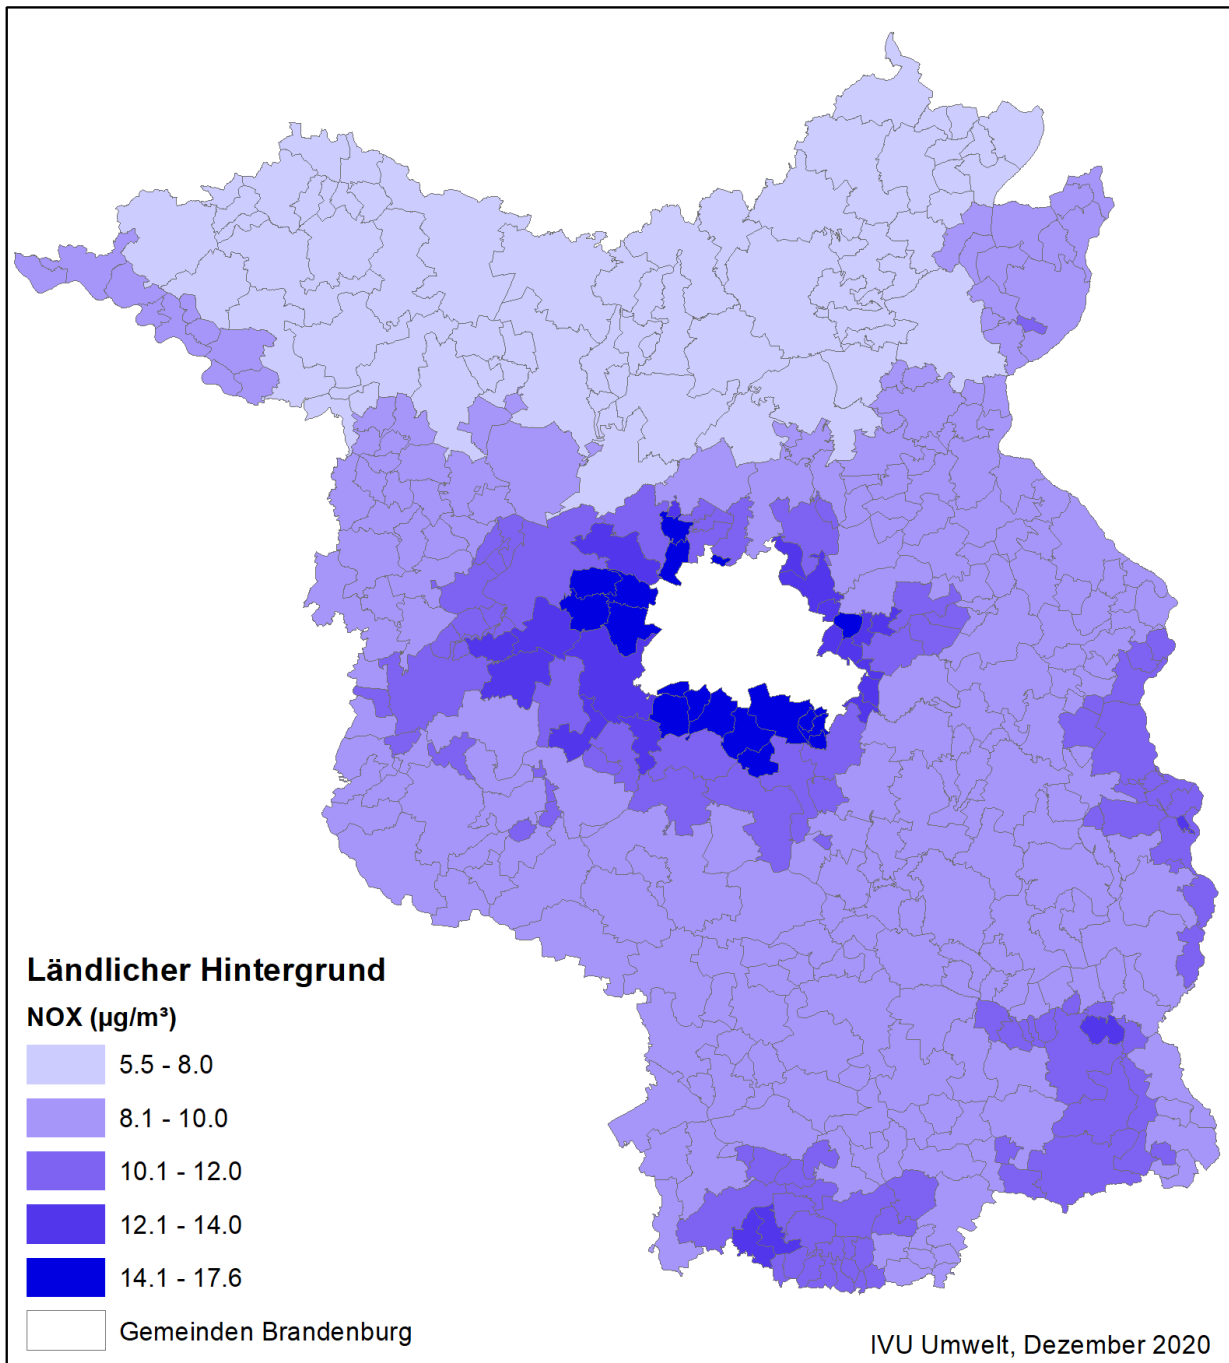 Ländlicher Hintergrund
NOX (µg/m³)
5.5 - 8.0
8.1 - 10.0
10.1 - 12.0
12.1 - 14.0
14.1 - 17.6
Gemeinden Brandenburg
IVU Umwelt, Dezember 2020